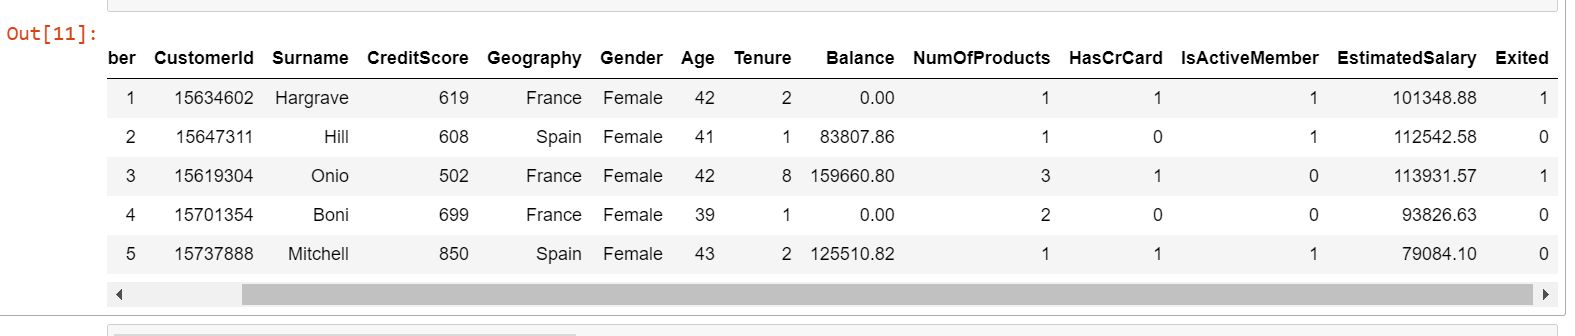 Out[11]:
ber CustomerId Surname CreditScore Geography Gender Age Tenure Balance NumOfProducts HasCrCard IsActiveMember EstimatedSalary Exited
1 15634602 Hargrave 619 France Female 42 2 0.00 1 1 1 101348.88 1
2 15647311 Hill 608 Spain Female 41 1 83807.86 1 0 1 112542.58 0
3 15619304 Onio 502 France Female 42 8 159660.80 3 1 0 113931.57 1
4 15701354 Boni 699 France Female 39 1 0.00 2 0 0 93826.63 0
5 15737888 Mitchell 850 Spain Female 43 2 125510.82 1 1 1 79084.10 0